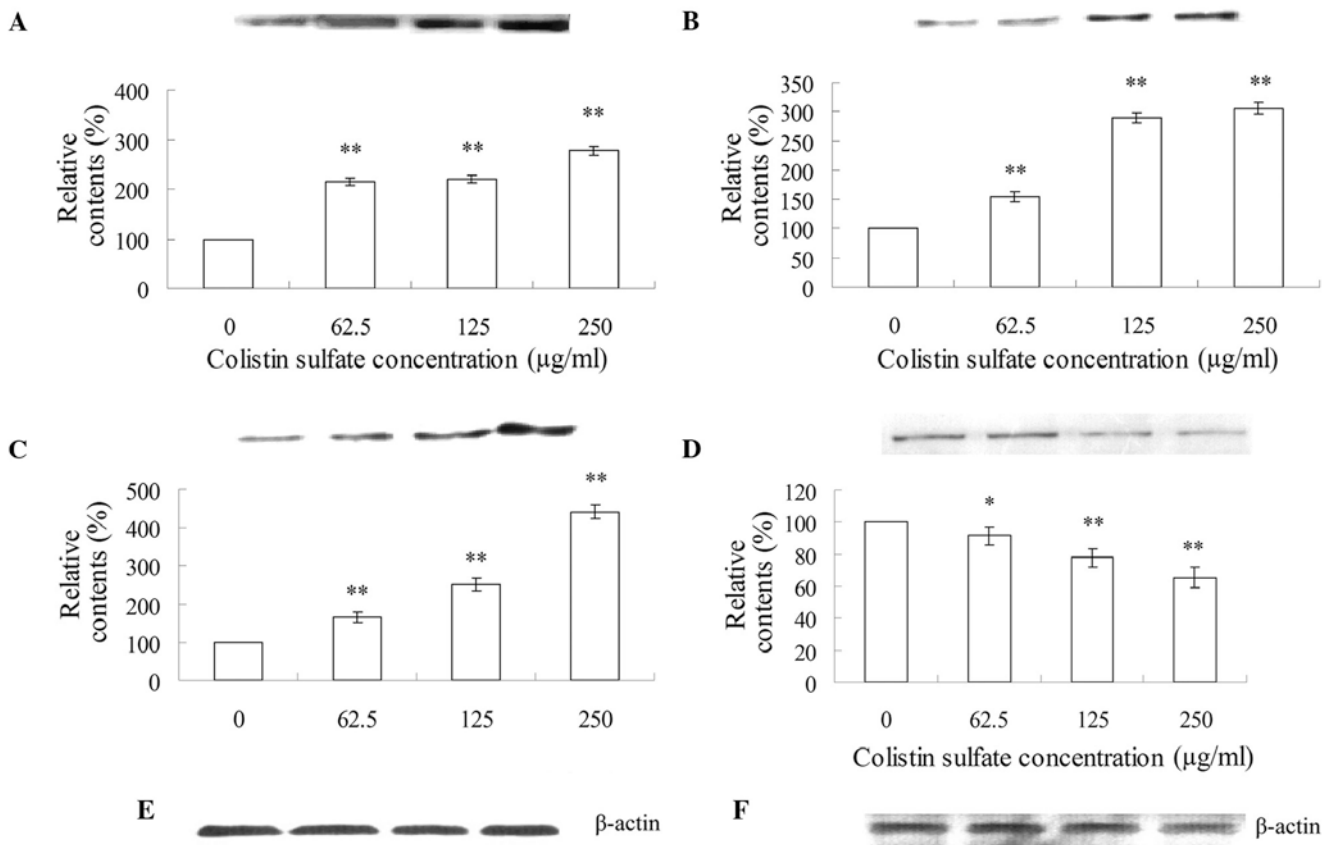 A
400
300
200
100
0
Relative
contents (%)
**
**
**
0 62.5 125 250
Colistin sulfate concentration (µg/ml)
B
350
300
250
200
150
100
50
0
Relative
contents (%)
**
**
**
0 62.5 125 250
Colistin sulfate concentration (µg/ml)
C
500
400
300
200
100
0
Relative
contents (%)
**
**
**
0 62.5 125 250
D
120
100
80
60
40
20
0
Relative
contents (%)
*
**
**
0 62.5 125 250
Colistin sulfate concentration (µg/ml)
E
β-actin
F
β-actin